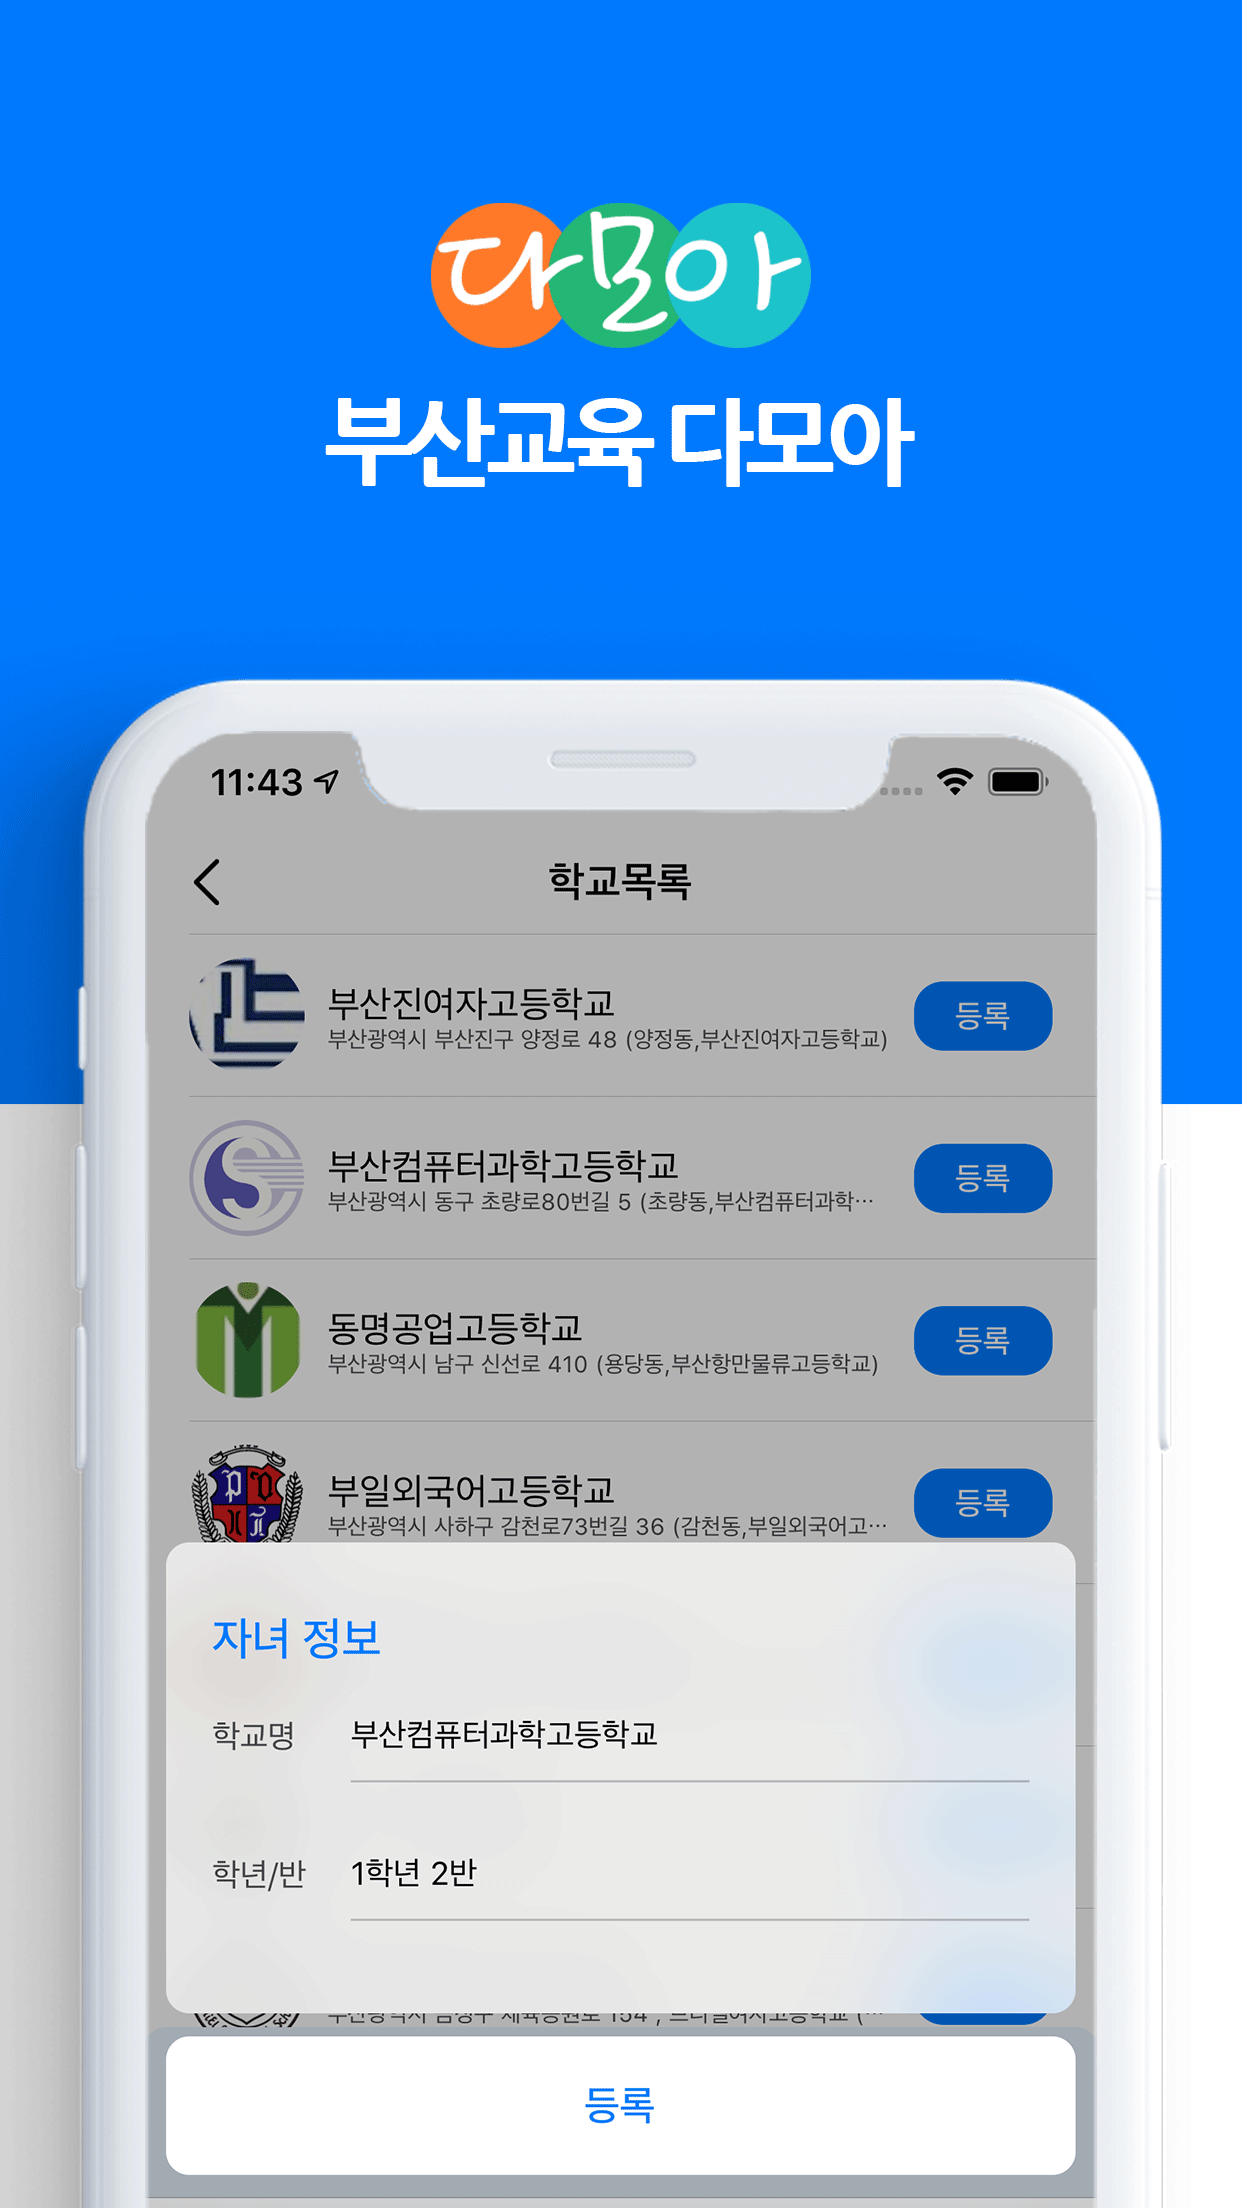 다모아
부산교육 다모아
11:43
학교목록
부산진여자고등학교
부산광역시 부산진구 양정로 48 (양정동,부산진여자고등학교)
등록
부산컴퓨터과학고등학교
부산광역시 동구 초량로80번길 5 (초량동,부산컴퓨터과학…
등록
동명공업고등학교
부산광역시 남구 신선로 410 (용당동,부산항만물류고등학교)
등록
부일외국어고등학교
부산광역시 사하구 감천로73번길 36 (감천동,부일외국어고…
등록
자녀 정보
학교명 부산컴퓨터과학고등학교
학년/반 1학년 2반
등록